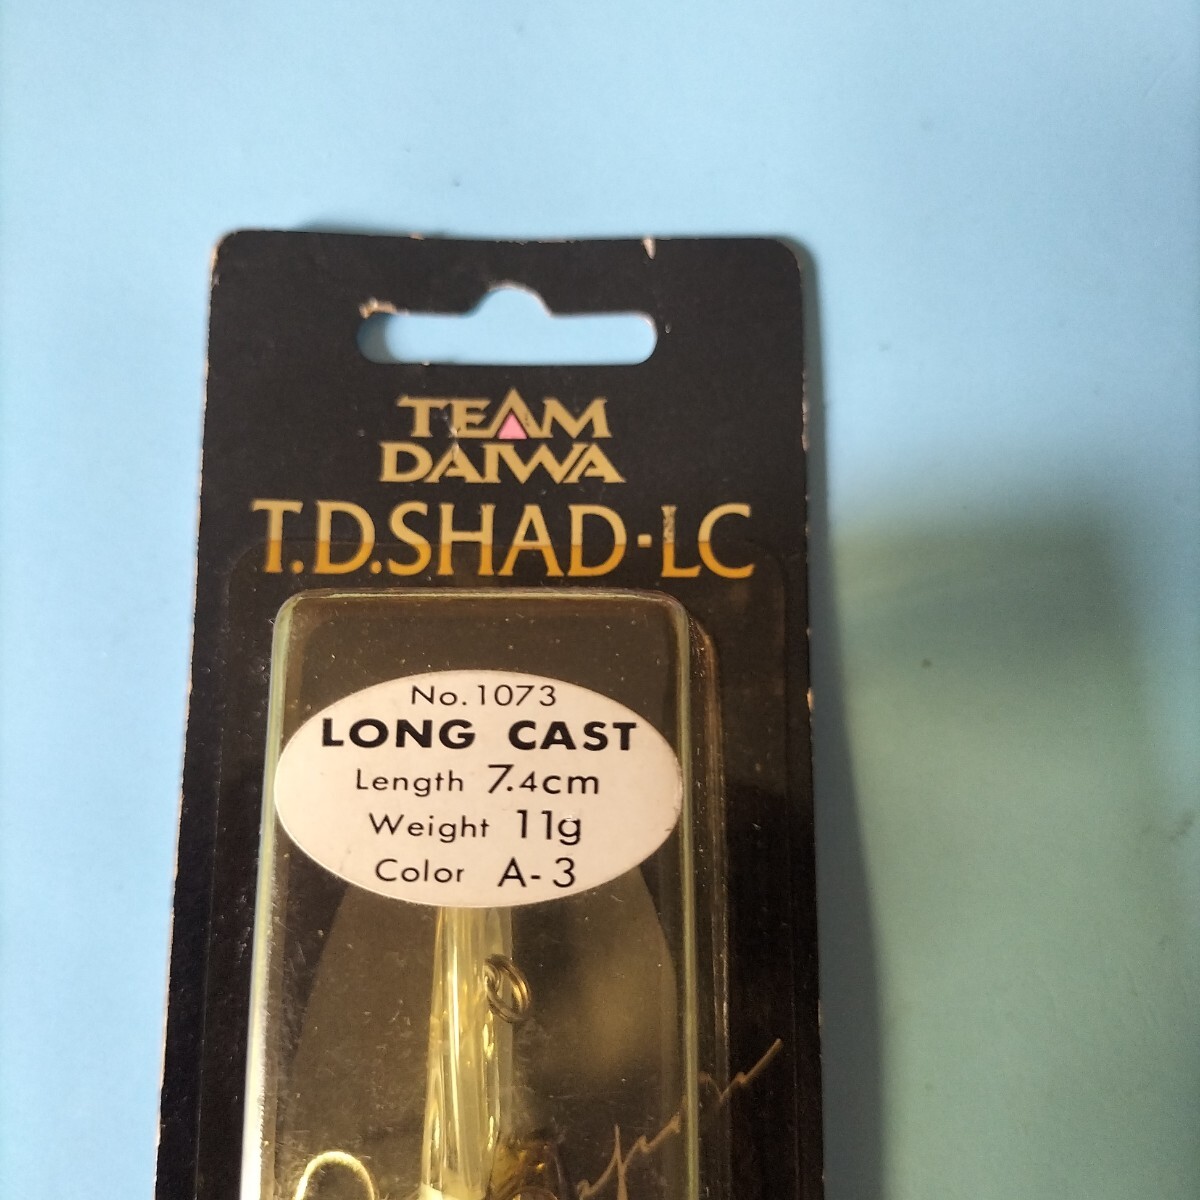 TEAM
DAIWA
T.D.SHAD-LC
No.1073
LONG CAST
Length 7.4cm
Weight 11g
Color A-3